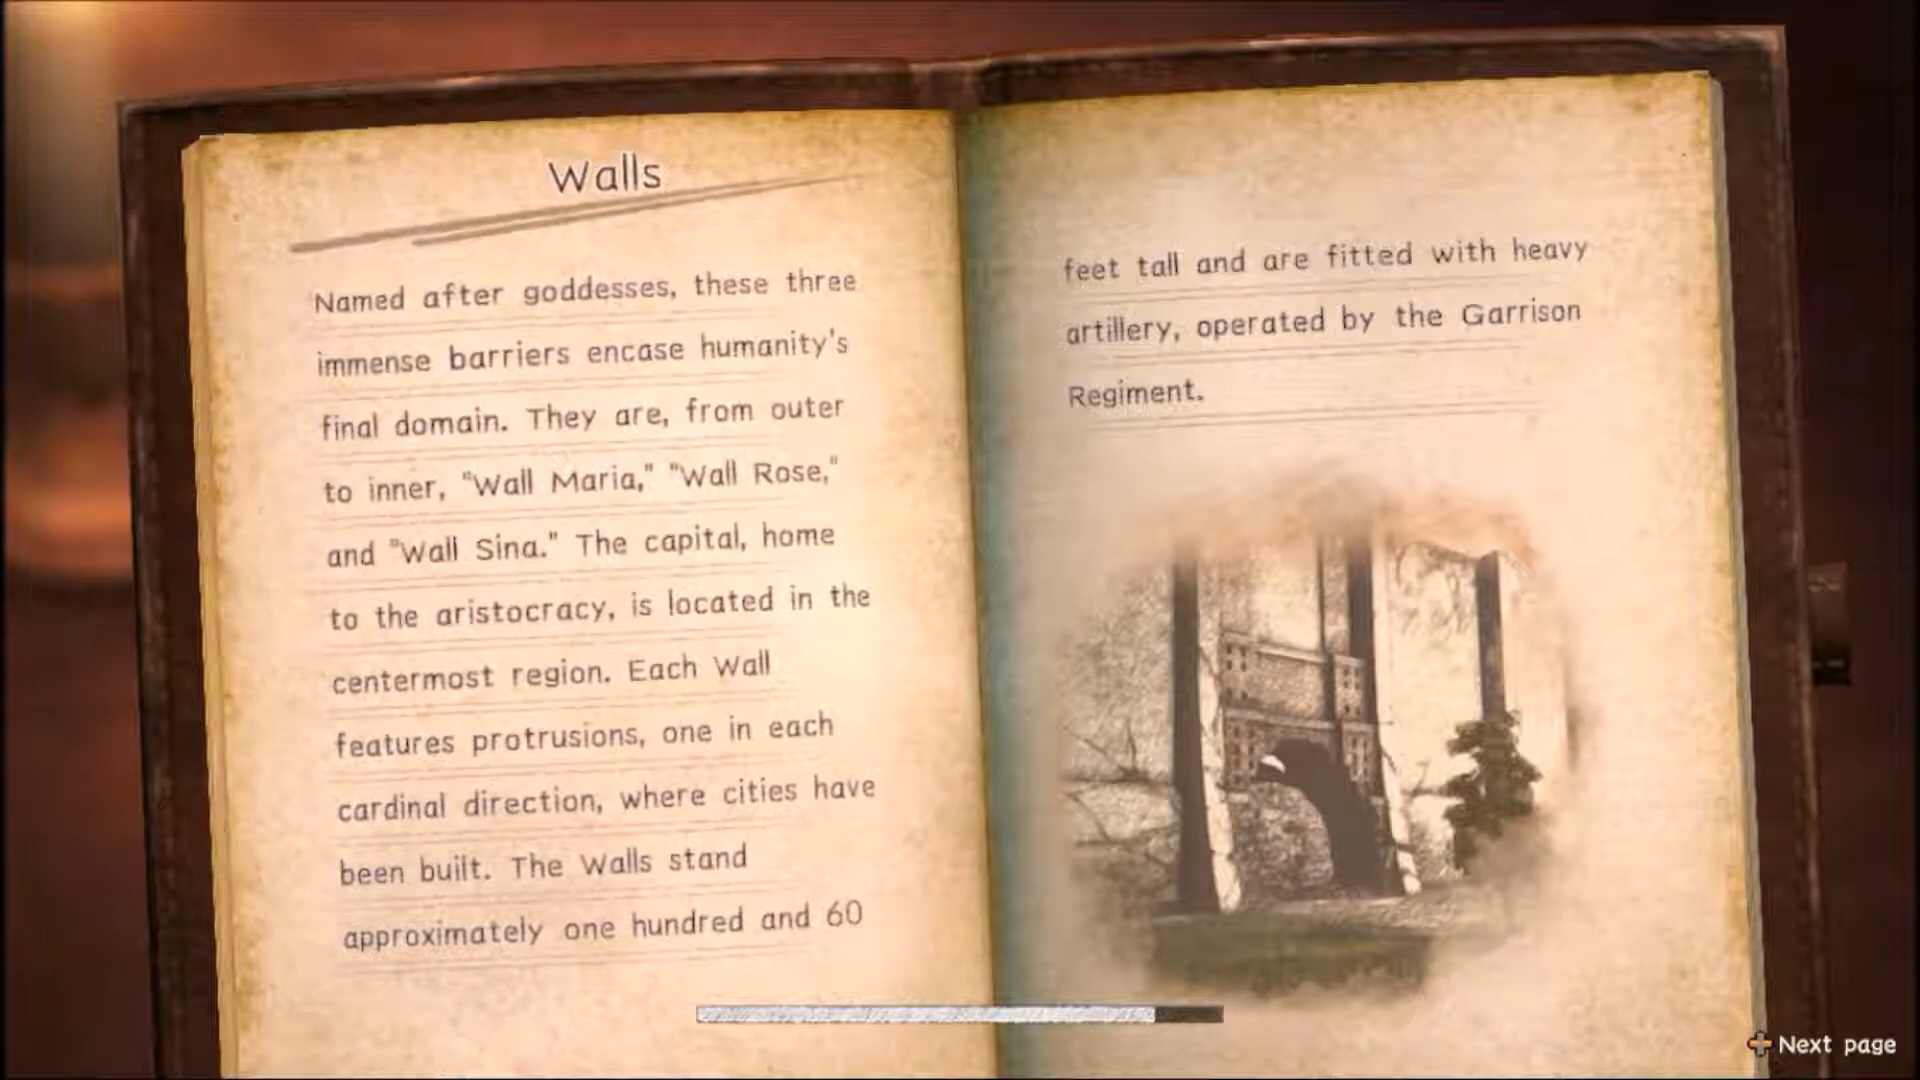 Walls
Named after goddesses, these three
immense barriers encase humanity's
final domain. They are, from outer
to inner, "Wall Maria," "Wall Rose,"
and "Wall Sina." The capital, home
to the aristocracy, is located in the
centermost region. Each Wall
features protrusions, one in each
cardinal direction, where cities have
been built. The Walls stand
approximately one hundred and 60
feet tall and are fitted with heavy
artillery, operated by the Garrison
Regiment.
Next page